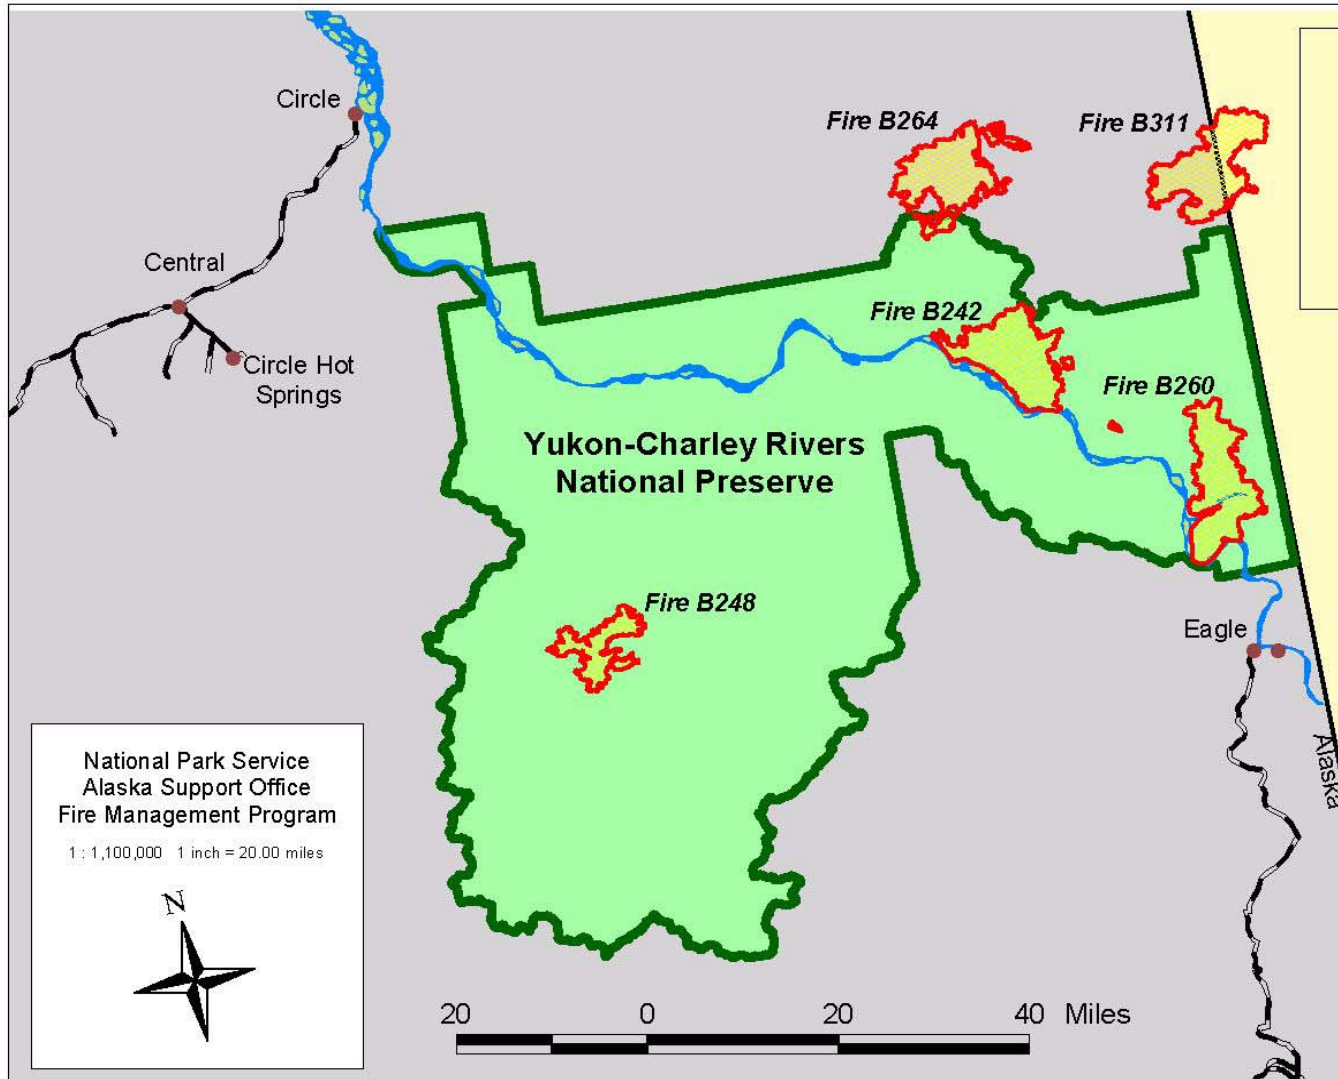 Circle
Fire B264
Fire B311
Central
Fire B242
Circle Hot
Springs
Fire B260
Yukon-Charley Rivers
National Preserve
Fire B248
Eagle
Alaska
National Park Service
Alaska Support Office
Fire Management Program
1 : 1,100,000 1 inch = 20.00 miles
N
20 0 20 40 Miles